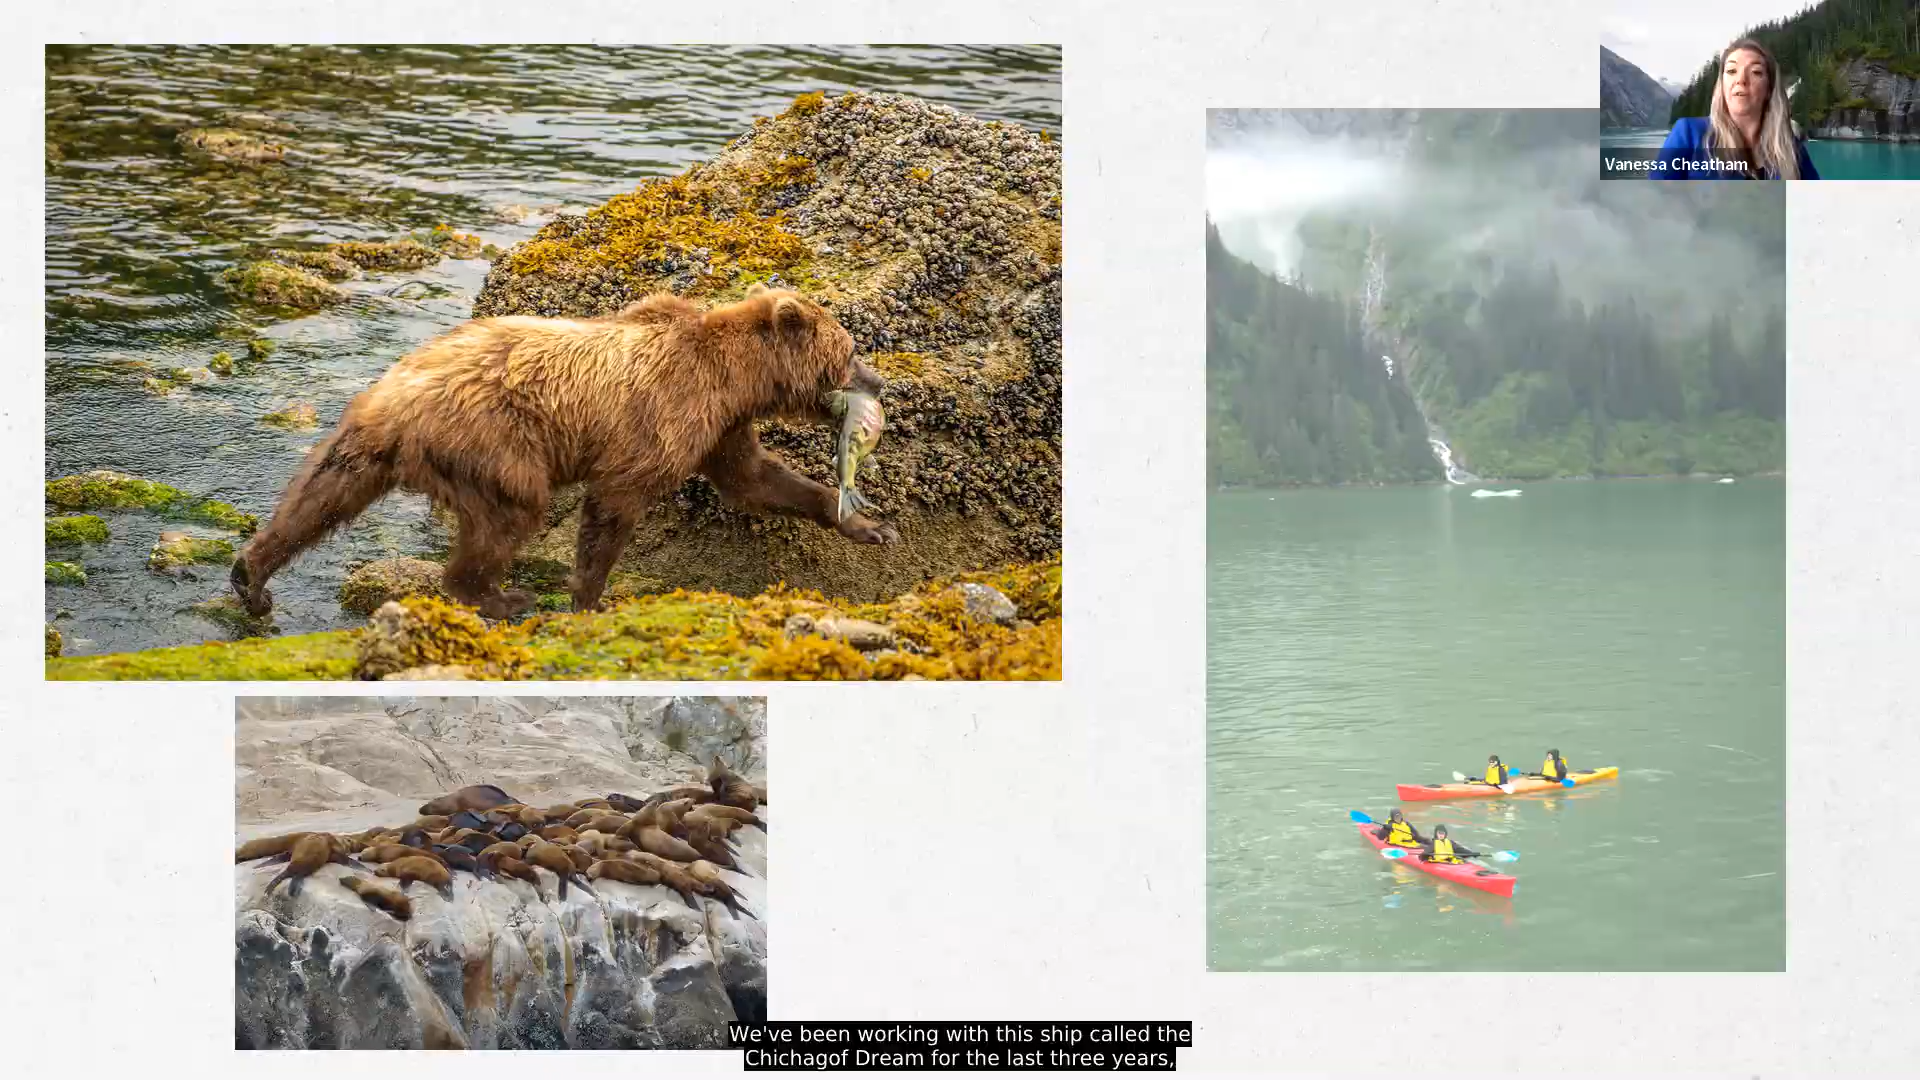 Vanessa Cheatham
We've been working with this ship called the
Chichagof Dream for the last three years,